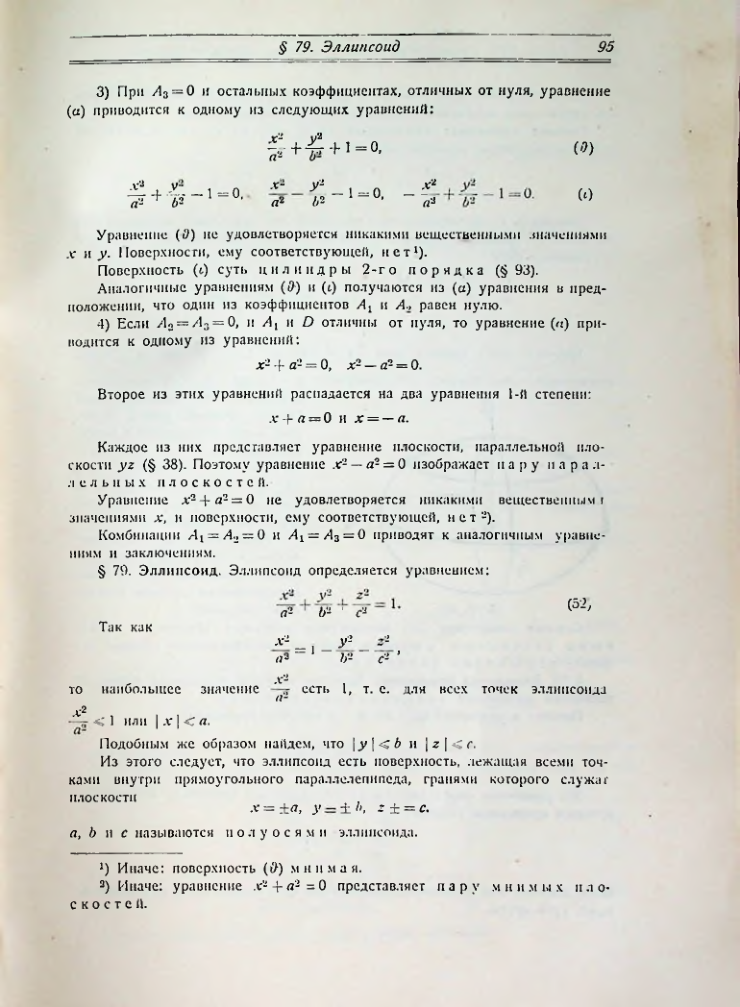 § 79. Эллипсоид 95
3) При A₃ = 0 и остальных коэффициентах, отличных от нуля, уравнение
(α) приводится к одному из следующих уравнений:
x²/a² + y²/b² + 1 = 0, (ϑ)
x²/a² + y²/b² − 1 = 0, x²/a² − y²/b² − 1 = 0, − x²/a² + y²/b² − 1 = 0. (ι)
Уравнение (ϑ) не удовлетворяется никакими вещественными значениями
x и y. Поверхности, ему соответствующей, нет¹).
Поверхность (ι) суть цилиндры 2-го порядка (§ 93).
Аналогичные уравнениям (ϑ) и (ι) получаются из (α) уравнения в пред-
положении, что один из коэффициентов A₁ и A₂ равен нулю.
4) Если A₂ = A₃ = 0, и A₁ и D отличны от нуля, то уравнение (α) при-
водится к одному из уравнений:
x² + a² = 0, x² − a² = 0.
Второе из этих уравнений распадается на два уравнения 1-й степени:
x + a = 0 и x = − a.
Каждое из них представляет уравнение плоскости, параллельной пло-
скости yz (§ 38). Поэтому уравнение x² − a² = 0 изображает пару парал-
лельных плоскостей.
Уравнение x² + a² = 0 не удовлетворяется никакими вещественными
значениями x, и поверхности, ему соответствующей, нет²).
Комбинации A₁ = A₂ = 0 и A₁ = A₃ = 0 приводят к аналогичным уравне-
ниям и заключениям.
§ 79. Эллипсоид. Эллипсоид определяется уравнением:
x²/a² + y²/b² + z²/c² = 1. (52)
Так как
x²/a² = 1 − y²/b² − z²/c²,
то наибольшее значение x²/a² есть 1, т. е. для всех точек эллипсоида
x²/a² < 1 или | x | < a.
Подобным же образом найдем, что | y | < b и | z | < c.
Из этого следует, что эллипсоид есть поверхность, лежащая всеми точ-
ками внутри прямоугольного параллелепипеда, гранями которого служат
плоскости
x = ±a, y = ± b, z ± = c.
a, b и c называются полуосями эллипсоида.
¹) Иначе: поверхность (ϑ) мнимая.
²) Иначе: уравнение x² + a² = 0 представляет пару мнимых пло-
скостей.